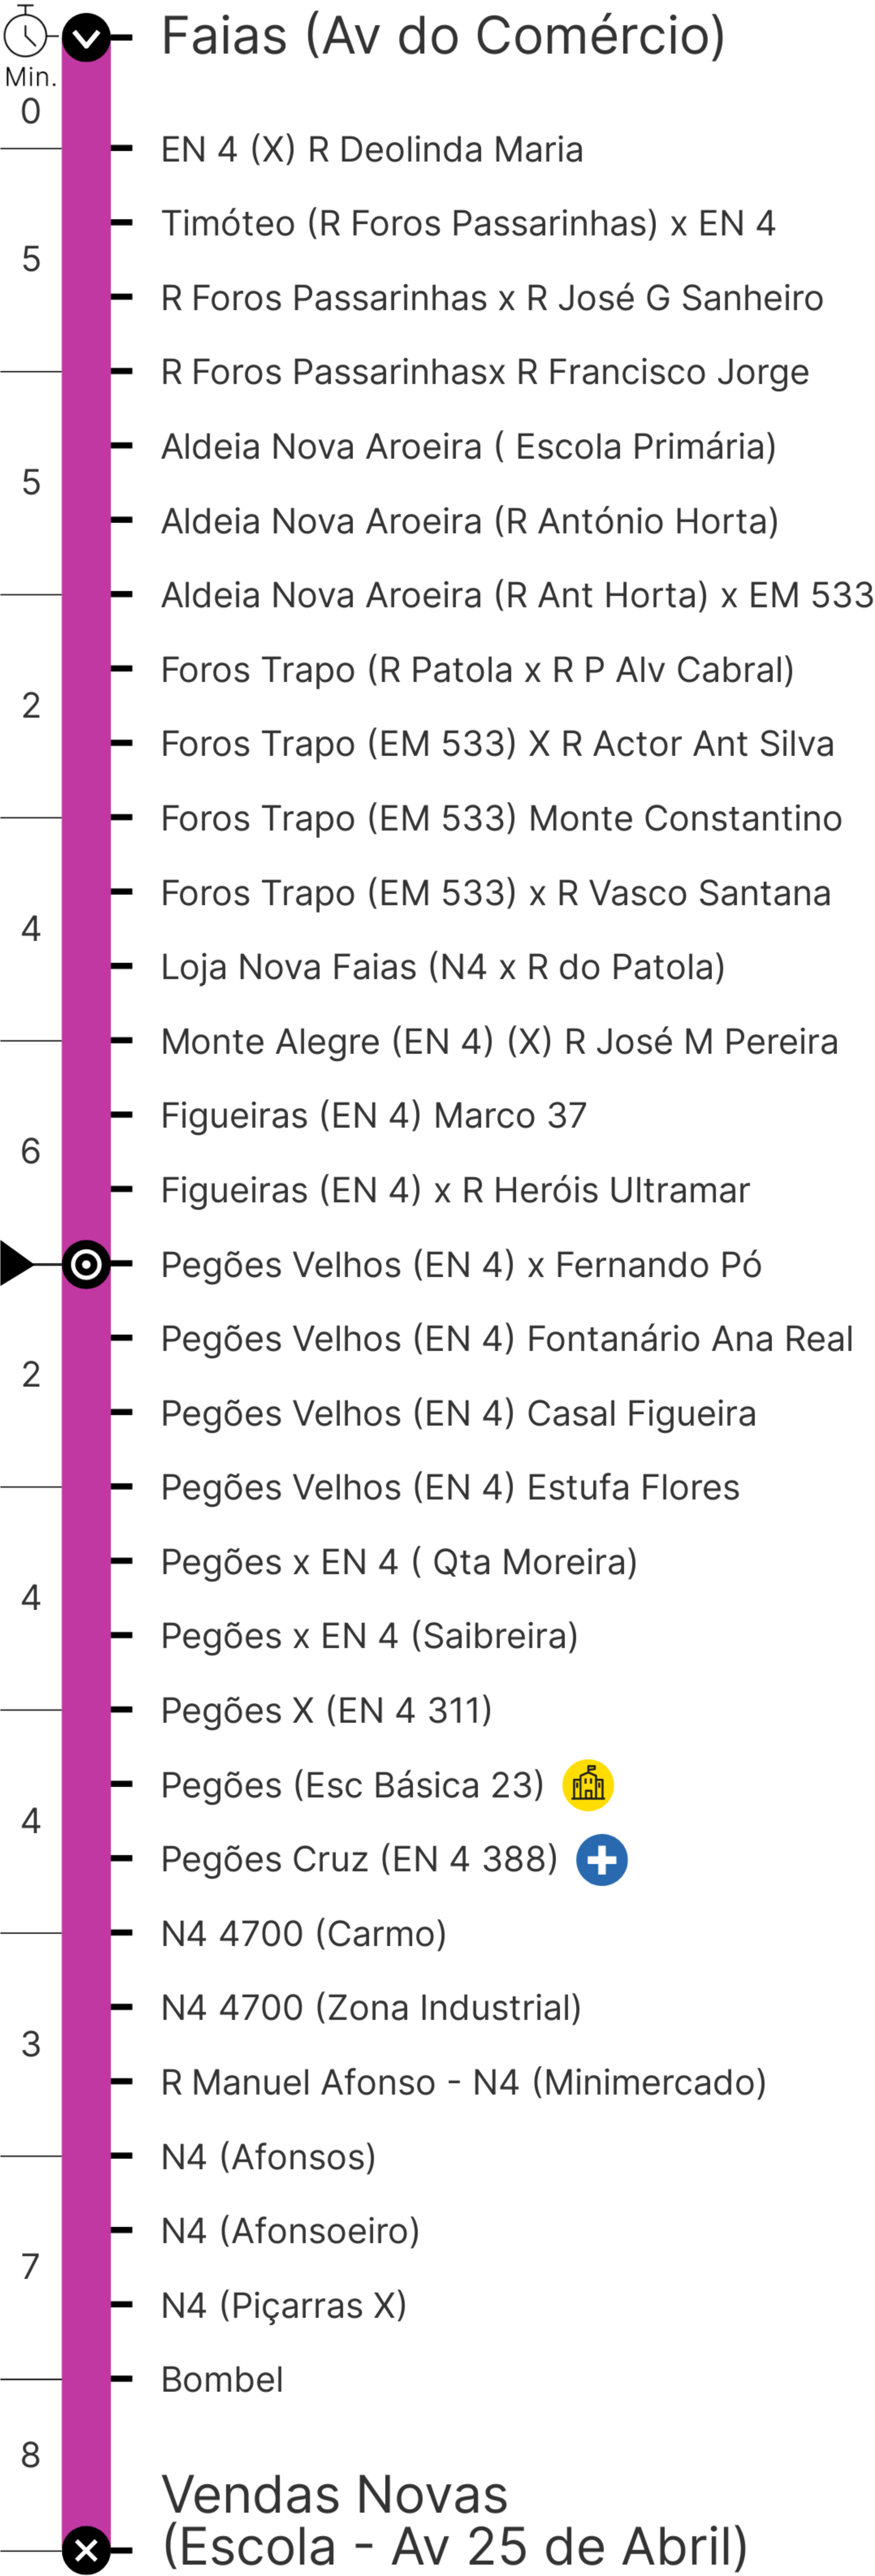 Faias (Av do Comércio)
Min.
0
EN 4 (X) R Deolinda Maria
Timóteo (R Foros Passarinhas) x EN 4
5
R Foros Passarinhas x R José G Sanheiro
R Foros Passarinhasx R Francisco Jorge
Aldeia Nova Aroeira ( Escola Primária)
5
Aldeia Nova Aroeira (R António Horta)
Aldeia Nova Aroeira (R Ant Horta) x EM 533
Foros Trapo (R Patola x R P Alv Cabral)
2
Foros Trapo (EM 533) X R Actor Ant Silva
Foros Trapo (EM 533) Monte Constantino
Foros Trapo (EM 533) x R Vasco Santana
4
Loja Nova Faias (N4 x R do Patola)
Monte Alegre (EN 4) (X) R José M Pereira
Figueiras (EN 4) Marco 37
6
Figueiras (EN 4) x R Heróis Ultramar
Pegões Velhos (EN 4) x Fernando Pó
Pegões Velhos (EN 4) Fontanário Ana Real
2
Pegões Velhos (EN 4) Casal Figueira
Pegões Velhos (EN 4) Estufa Flores
Pegões x EN 4 ( Qta Moreira)
4
Pegões x EN 4 (Saibreira)
Pegões X (EN 4 311)
Pegões (Esc Básica 23)
4
Pegões Cruz (EN 4 388)
N4 4700 (Carmo)
N4 4700 (Zona Industrial)
3
R Manuel Afonso - N4 (Minimercado)
N4 (Afonsos)
N4 (Afonsoeiro)
7
N4 (Piçarras X)
Bombel
8
Vendas Novas
(Escola - Av 25 de Abril)